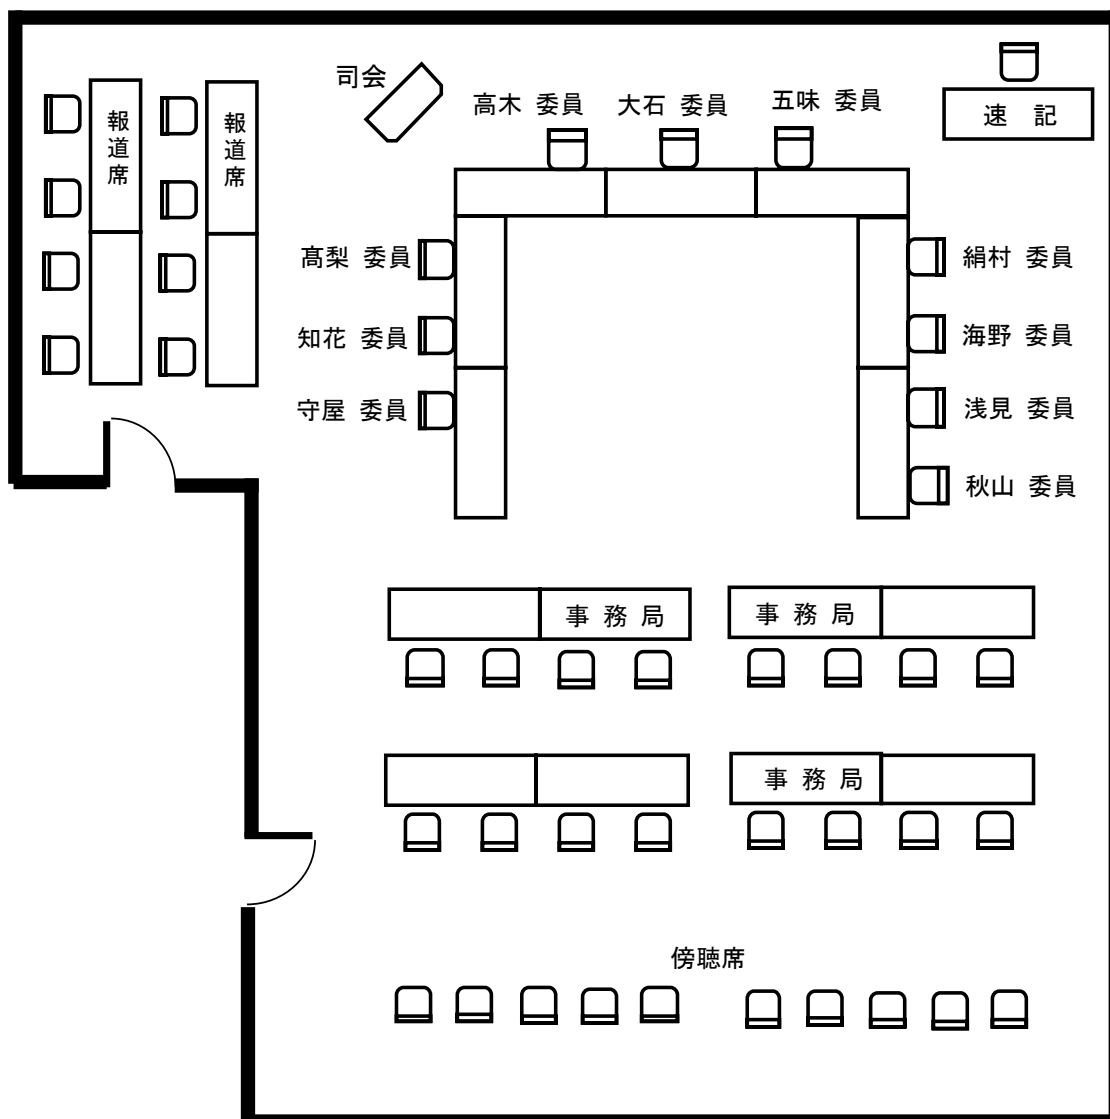 司会
高木 委員
大石 委員
五味 委員
速 記
報道席
報道席
髙梨 委員
知花 委員
守屋 委員
絹村 委員
海野 委員
浅見 委員
秋山 委員
事 務 局
事 務 局
事 務 局
傍聴席